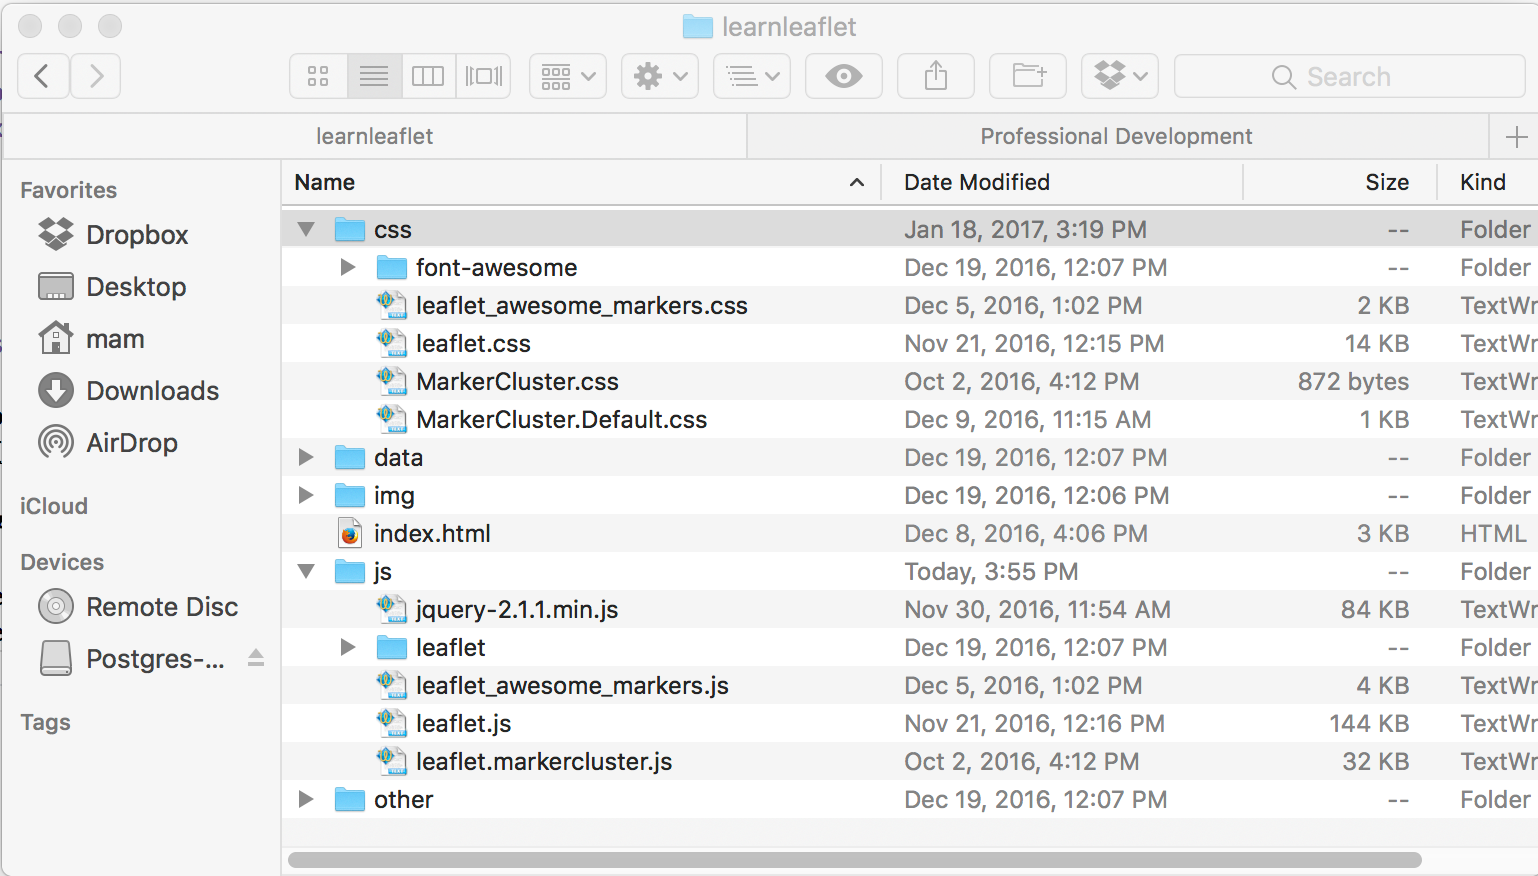 learnleaflet
Search
learnleaflet Professional Development
Favorites
Dropbox
Desktop
mam
Downloads
AirDrop
iCloud
Devices
Remote Disc
Postgres-...
Tags
Name Date Modified Size Kind
css Jan 18, 2017, 3:19 PM -- Folder
font-awesome Dec 19, 2016, 12:07 PM -- Folder
leaflet_awesome_markers.css Dec 5, 2016, 1:02 PM 2 KB TextWr
leaflet.css Nov 21, 2016, 12:15 PM 14 KB TextWr
MarkerCluster.css Oct 2, 2016, 4:12 PM 872 bytes TextWr
MarkerCluster.Default.css Dec 9, 2016, 11:15 AM 1 KB TextWr
data Dec 19, 2016, 12:07 PM -- Folder
img Dec 19, 2016, 12:06 PM -- Folder
index.html Dec 8, 2016, 4:06 PM 3 KB HTML
js Today, 3:55 PM -- Folder
jquery-2.1.1.min.js Nov 30, 2016, 11:54 AM 84 KB TextWr
leaflet Dec 19, 2016, 12:07 PM -- Folder
leaflet_awesome_markers.js Dec 5, 2016, 1:02 PM 4 KB TextWr
leaflet.js Nov 21, 2016, 12:16 PM 144 KB TextWr
leaflet.markercluster.js Oct 2, 2016, 4:12 PM 32 KB TextWr
other Dec 19, 2016, 12:07 PM -- Folder